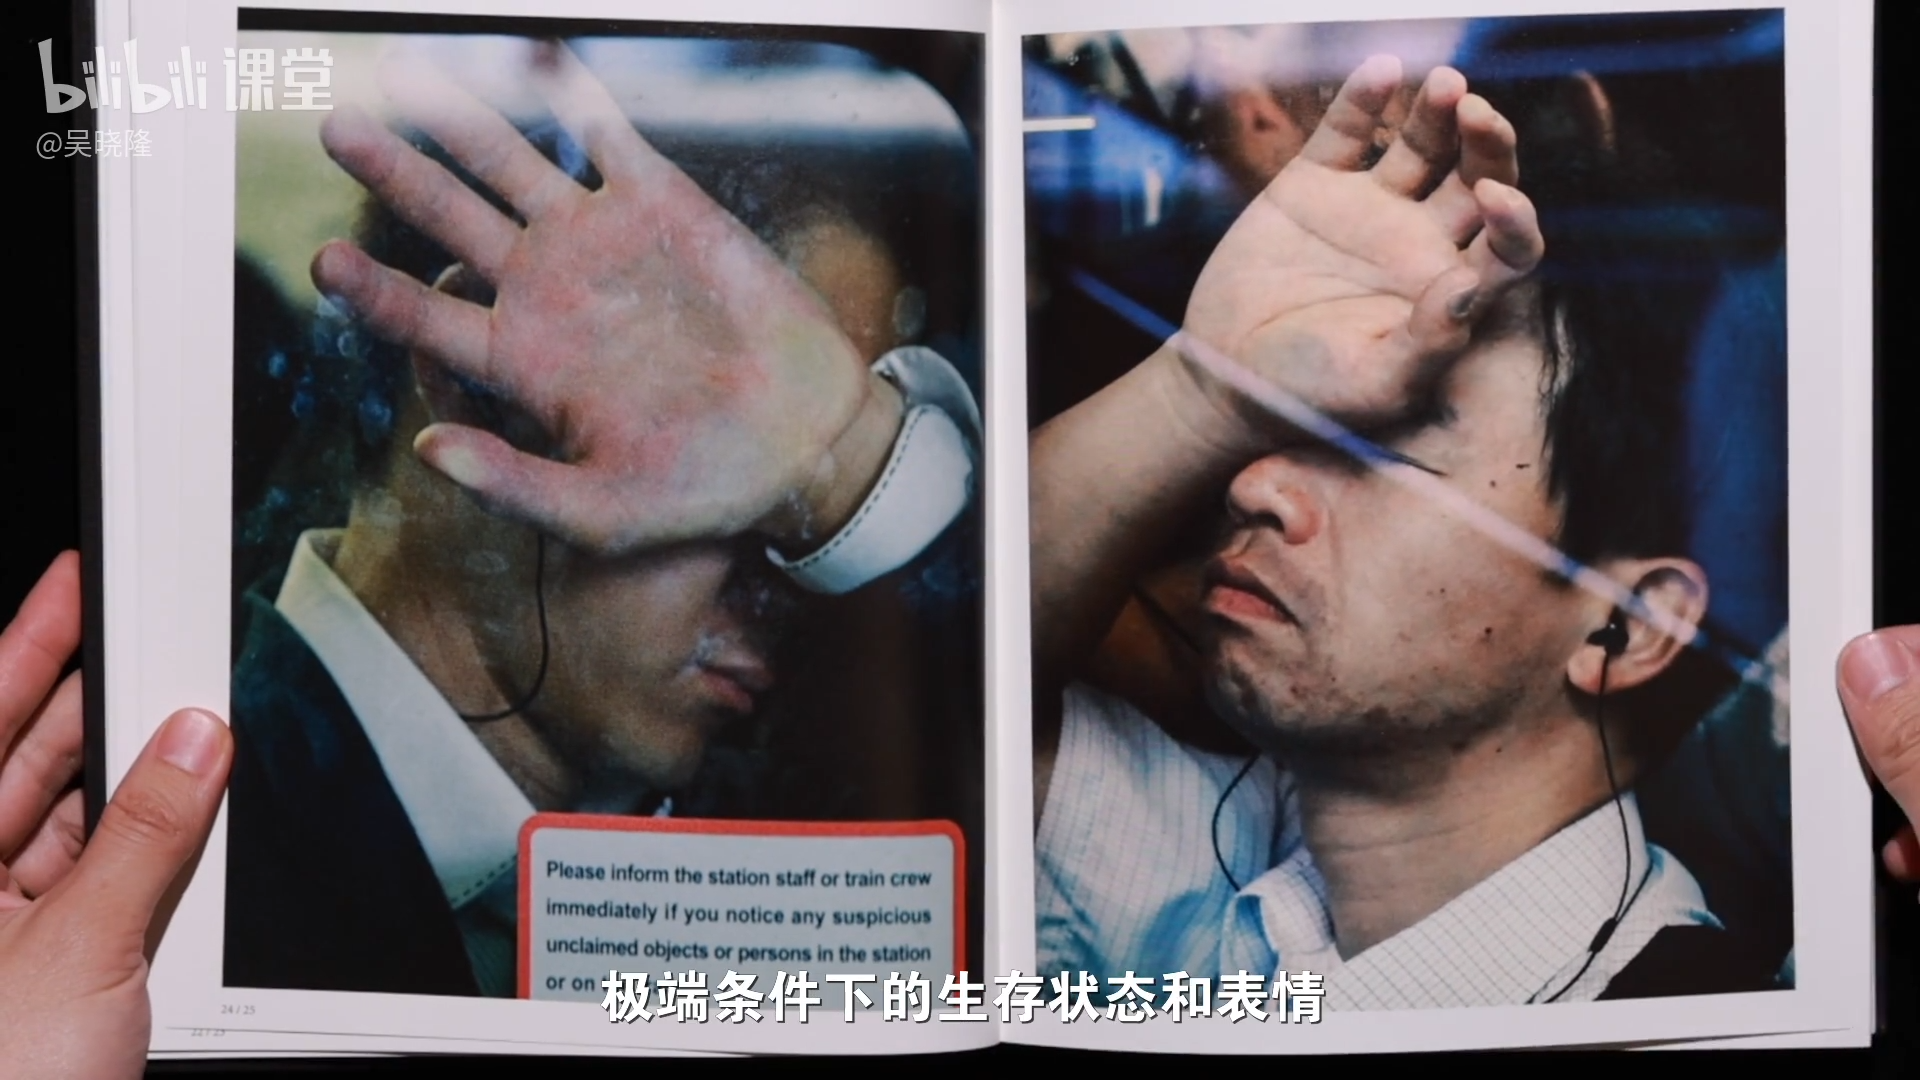 bilibili 课堂
@吴晓隆
Please inform the station staff or train crew
immediately if you notice any suspicious
unclaimed objects or persons in the station
or on
极端条件下的生存状态和表情
24 / 25